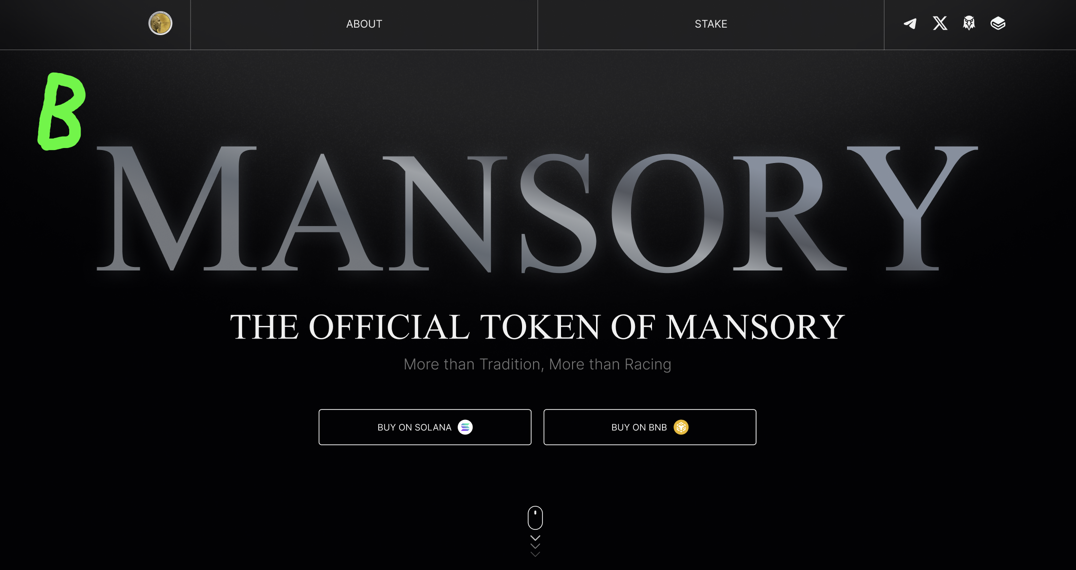 ABOUT
STAKE
B
MANSORY
THE OFFICIAL TOKEN OF MANSORY
More than Tradition, More than Racing
BUY ON SOLANA
BUY ON BNB